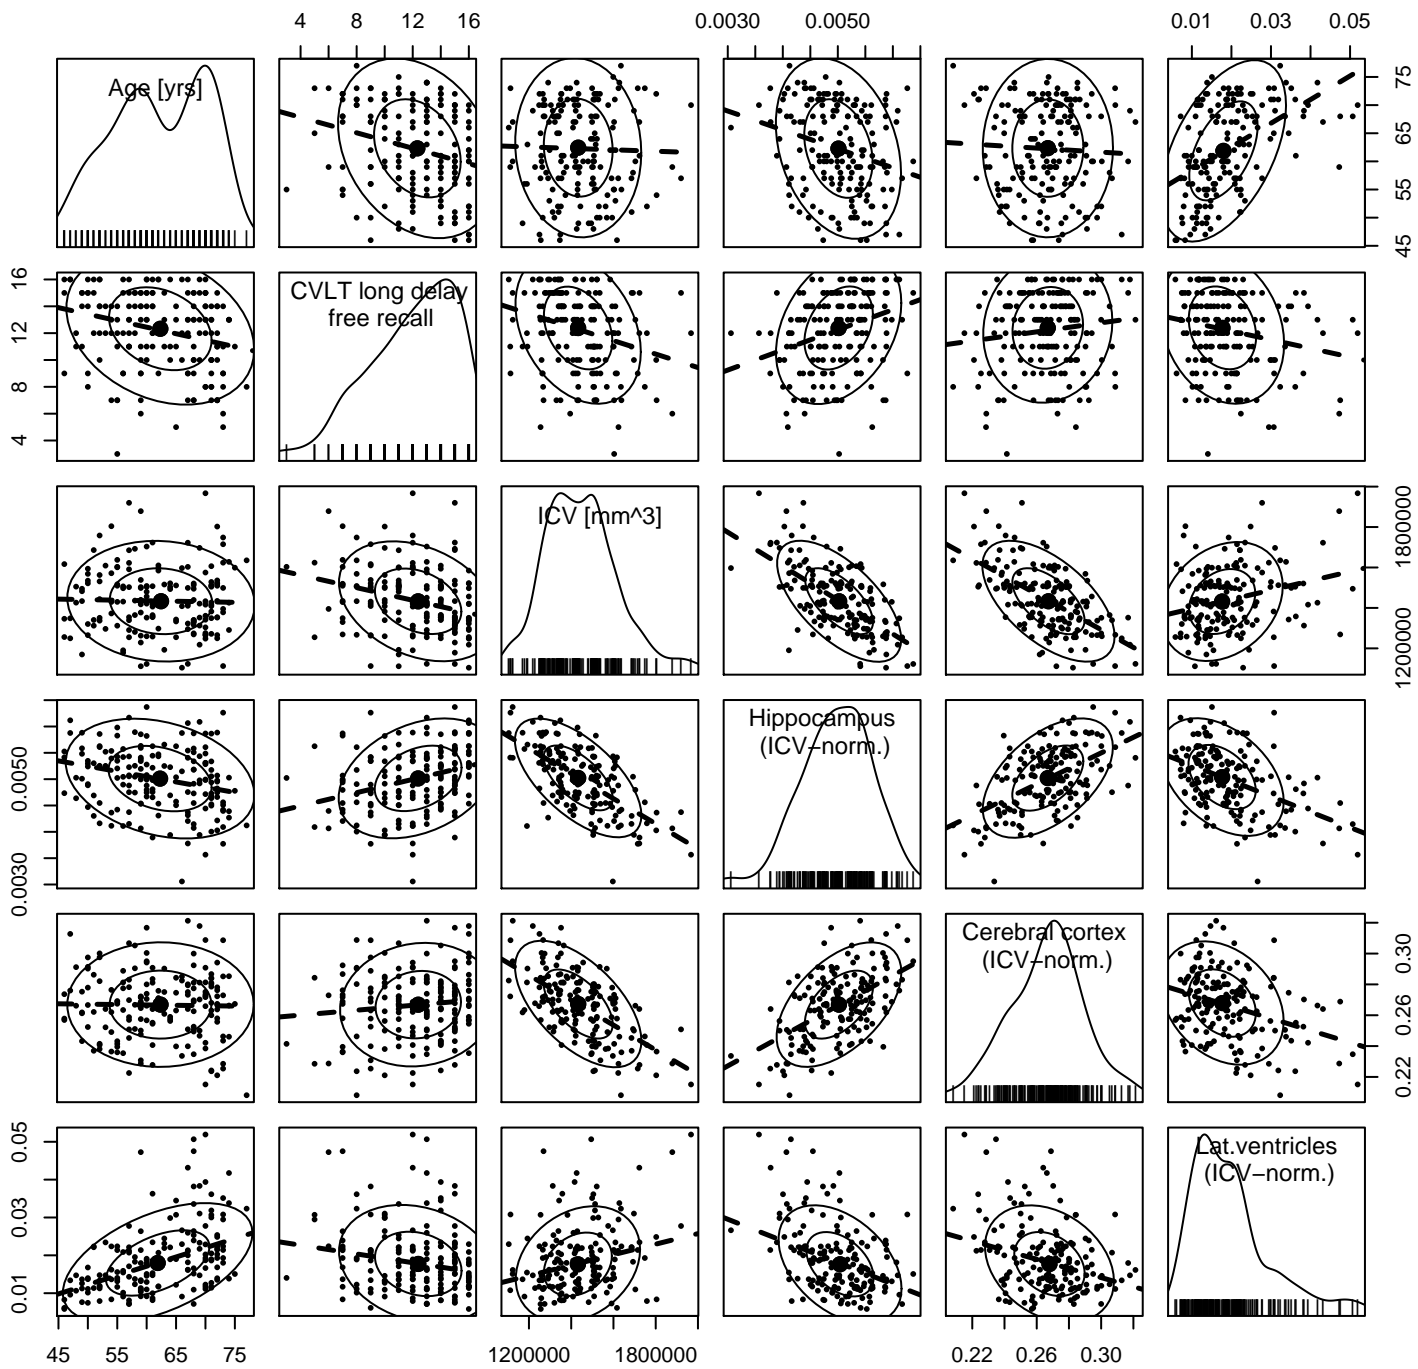 4 8 12 16 0.0030 0.0050 0.01 0.03 0.05
Age [yrs]
45 55 65 75
4 8 12 16
CVLT long delay
free recall
ICV [mm^3]
1200000 1800000
0.0030 0.0050
Hippocampus
(ICV−norm.)
Cerebral cortex
(ICV−norm.)
0.22 0.26 0.30
0.01 0.03 0.05
Lat.ventricles
(ICV−norm.)
45 55 65 75 1200000 1800000 0.22 0.26 0.30